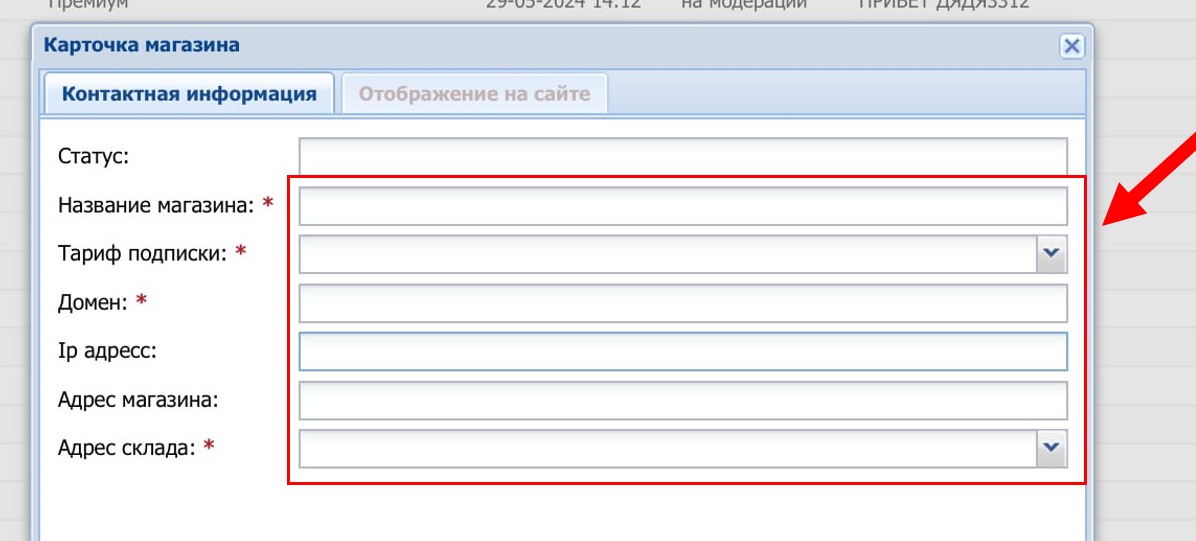 Премиум 29-05-2024 14:12 на модерации ПРИВЕТ ДЯДЯ3312
Карточка магазина
Контактная информация Отображение на сайте
Статус:
Название магазина: *
Тариф подписки: *
Домен: *
Ip адресс:
Адрес магазина:
Адрес склада: *